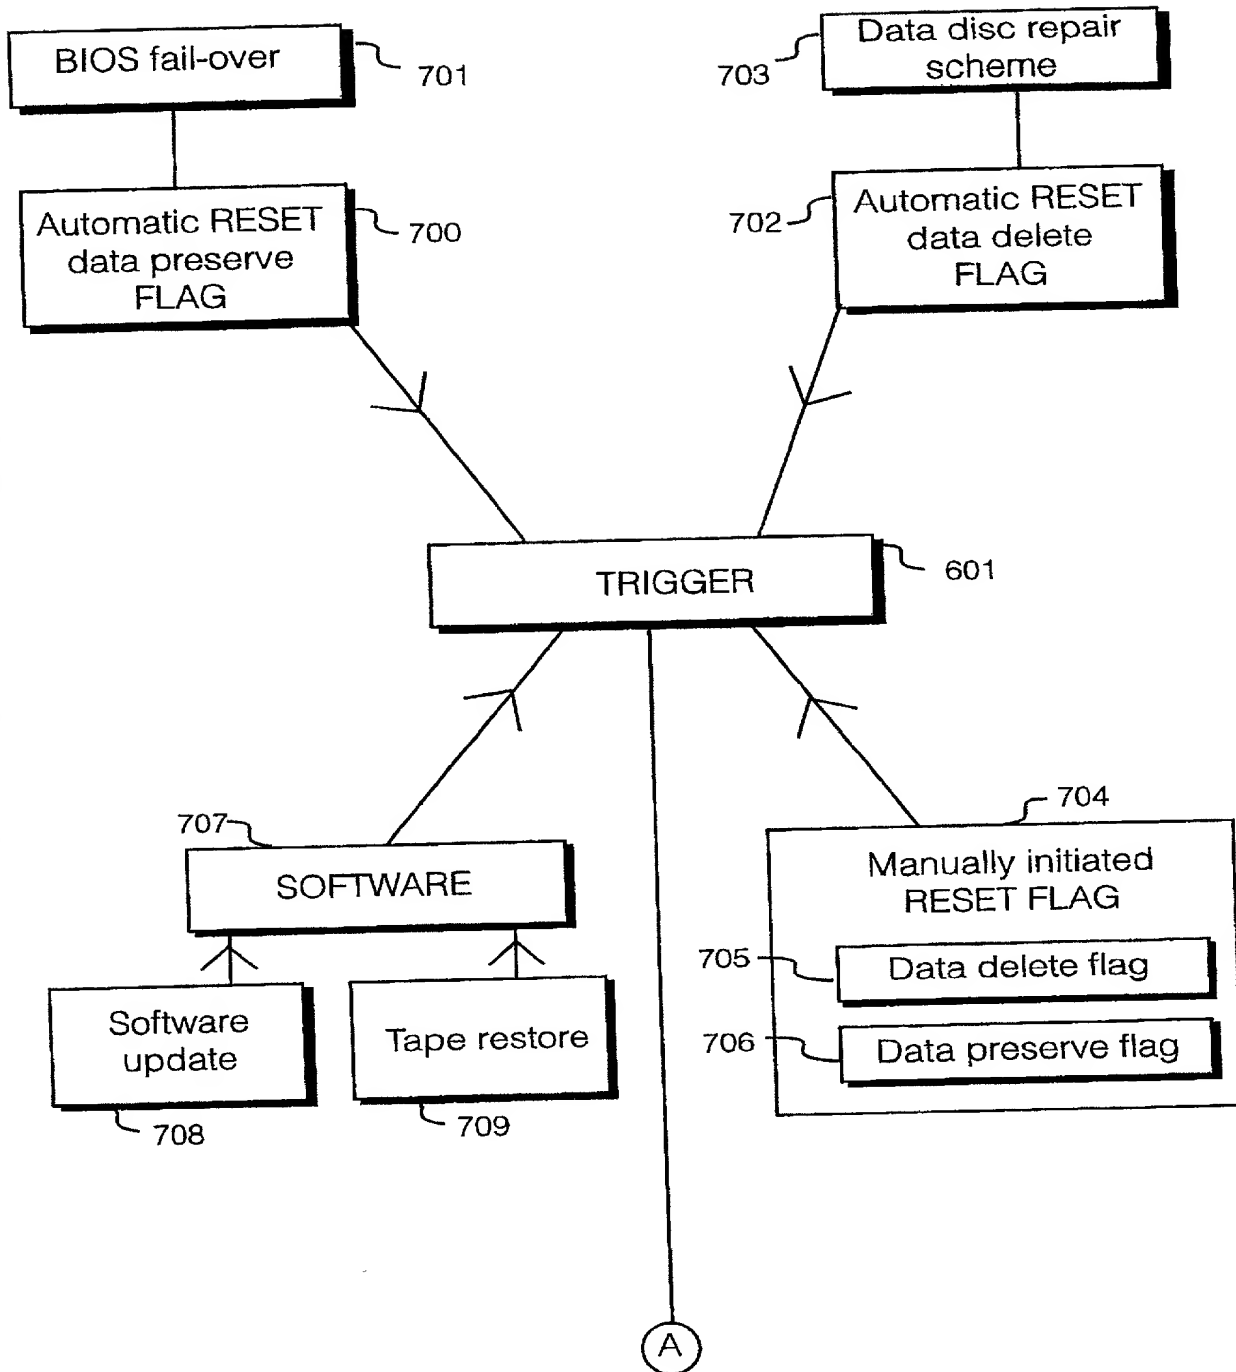 BIOS fail-over
701
703
Data disc repair
scheme
Automatic RESET
data preserve
FLAG
700
702
Automatic RESET
data delete
FLAG
TRIGGER
601
707
SOFTWARE
704
Manually initiated
RESET FLAG
705
Data delete flag
706
Data preserve flag
Software
update
Tape restore
708
709
A